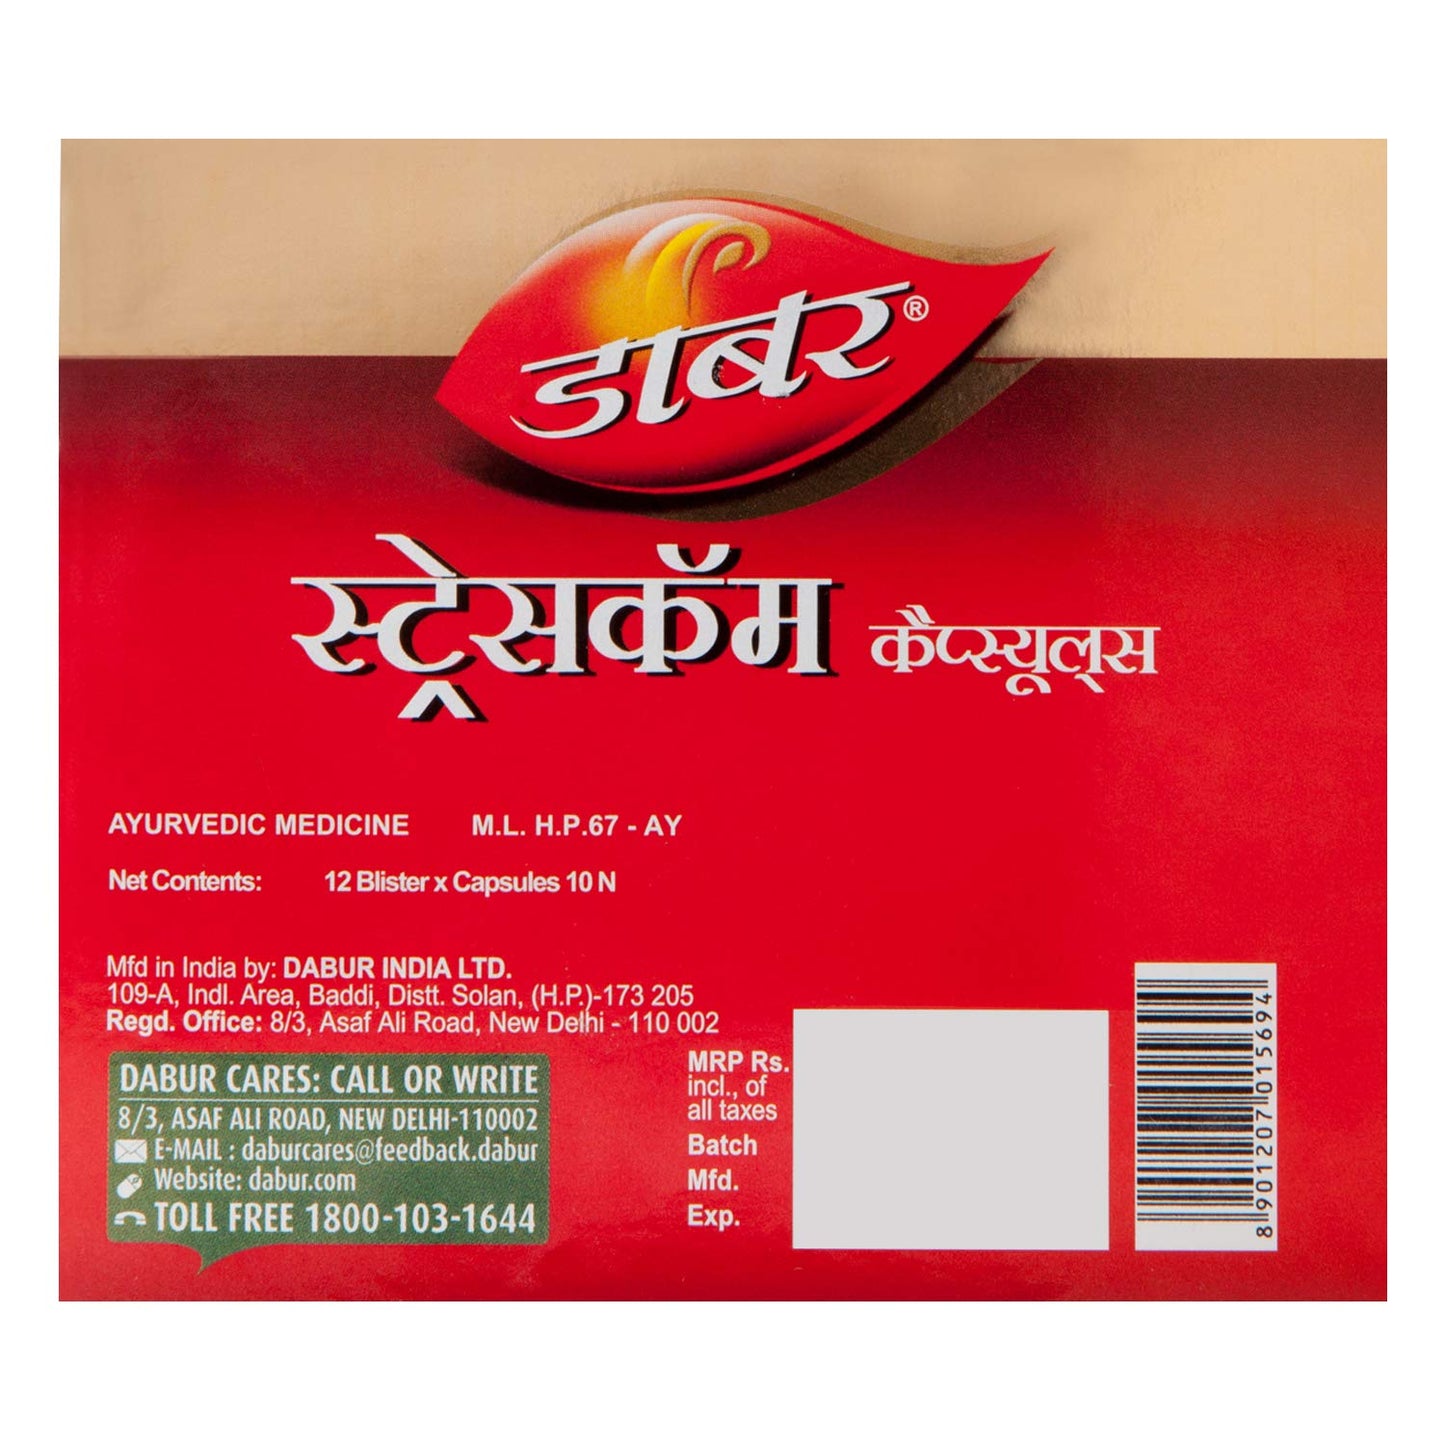 डाबर®
स्ट्रेसकॅम कैप्स्यूल्स
AYURVEDIC MEDICINE M.L. H.P.67 - AY
Net Contents: 12 Blister x Capsules 10 N
Mfd in India by: DABUR INDIA LTD.
109-A, Indl. Area, Baddi, Distt. Solan, (H.P.)-173 205
Regd. Office: 8/3, Asaf Ali Road, New Delhi - 110 002
DABUR CARES: CALL OR WRITE
8/3, ASAF ALI ROAD, NEW DELHI-110002
E-MAIL : daburcares@feedback.dabur
Website: dabur.com
TOLL FREE 1800-103-1644
MRP Rs.
incl., of
all taxes
Batch
Mfd.
Exp.
8901207015694